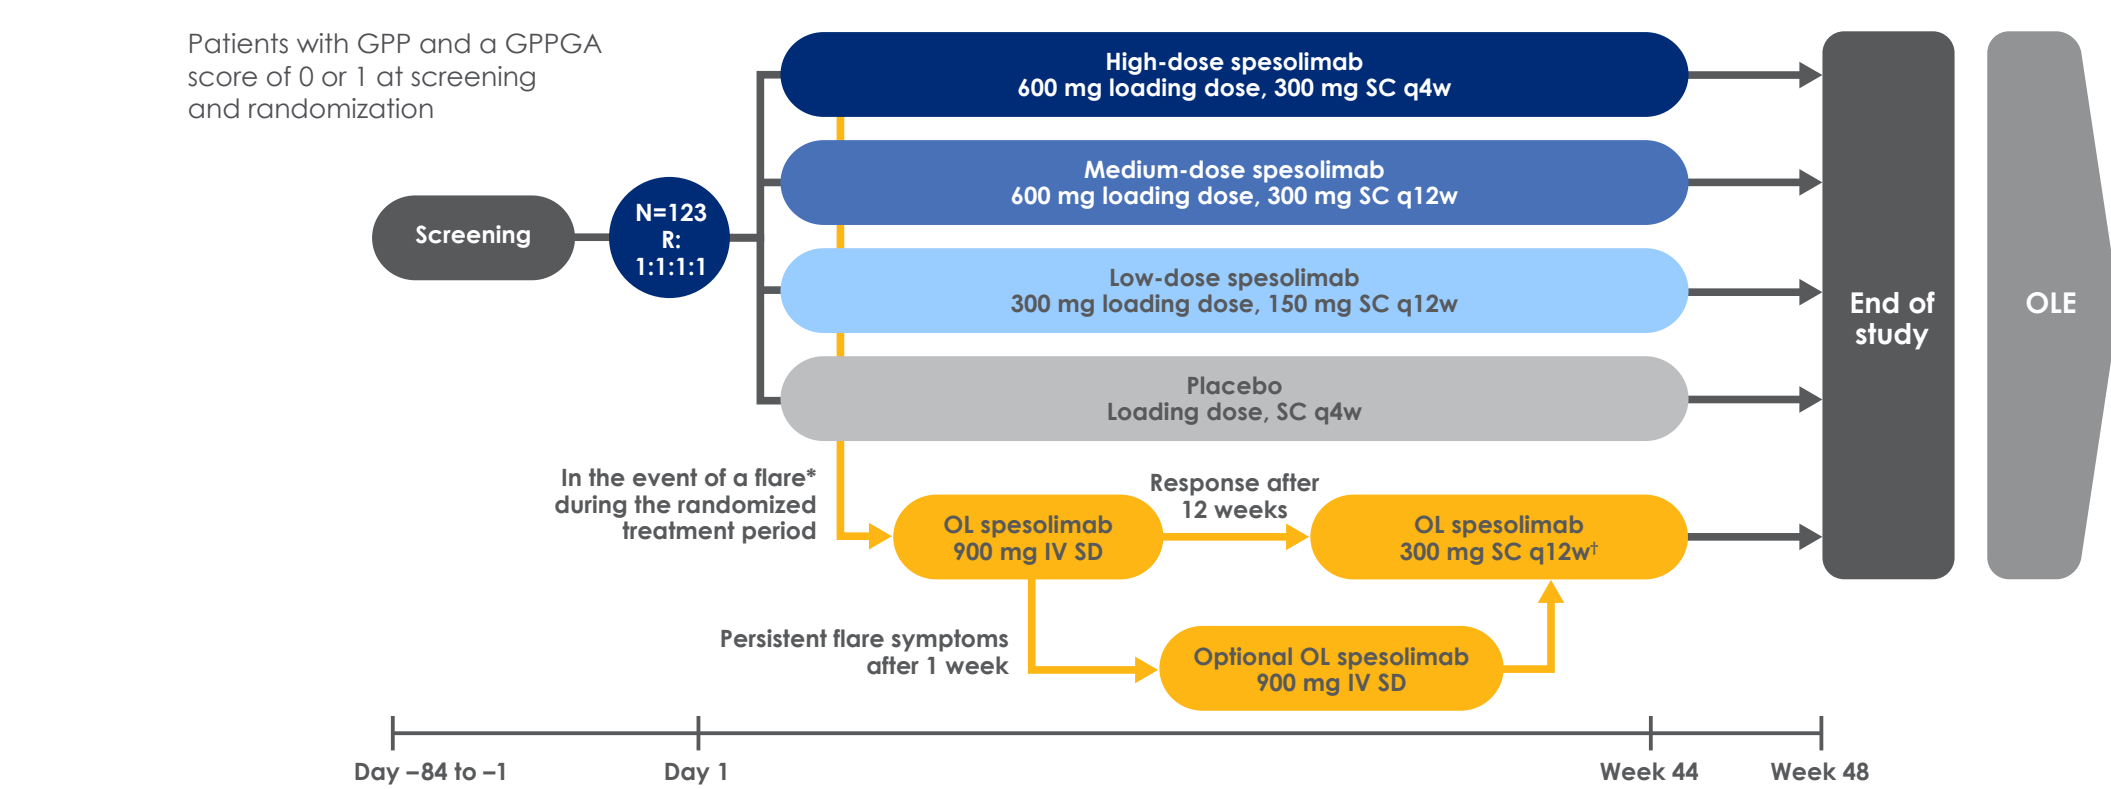 Patients with GPP and a GPPGA
score of 0 or 1 at screening
and randomization
Screening
N=123
R:
1:1:1:1
High-dose spesolimab
600 mg loading dose, 300 mg SC q4w
Medium-dose spesolimab
600 mg loading dose, 300 mg SC q12w
Low-dose spesolimab
300 mg loading dose, 150 mg SC q12w
Placebo
Loading dose, SC q4w
End of
study
OLE
In the event of a flare*
during the randomized
treatment period
OL spesolimab
900 mg IV SD
Response after
12 weeks
OL spesolimab
300 mg SC q12w†
Persistent flare symptoms
after 1 week
Optional OL spesolimab
900 mg IV SD
Day –84 to –1
Day 1
Week 44
Week 48